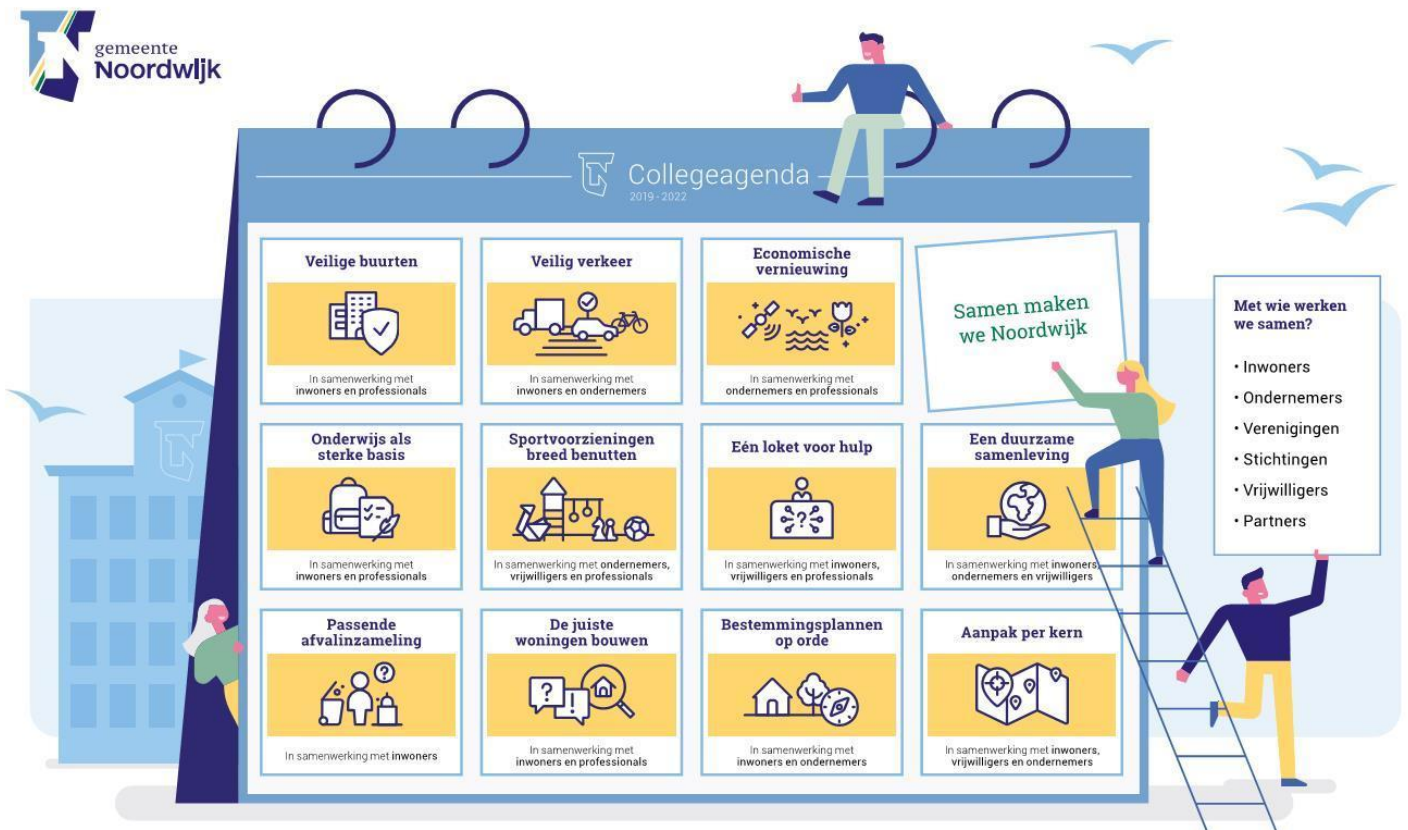 gemeente
Noordwijk
Collegeagenda
2019 - 2022
Veilige buurten
In samenwerking met
inwoners en professionals
Veilig verkeer
In samenwerking met
inwoners en ondernemers
Economische
vernieuwing
In samenwerking met
ondernemers en professionals
Samen maken
we Noordwijk
Onderwijs als
sterke basis
In samenwerking met
inwoners en professionals
Sportvoorzieningen
breed benutten
In samenwerking met ondernemers,
vrijwilligers en professionals
Eén loket voor hulp
In samenwerking met inwoners,
vrijwilligers en professionals
Een duurzame
samenleving
In samenwerking met inwoners,
ondernemers en vrijwilligers
Passende
afvalinzameling
In samenwerking met inwoners
De juiste
woningen bouwen
In samenwerking met
inwoners en professionals
Bestemmingsplannen
op orde
In samenwerking met
inwoners en ondernemers
Aanpak per kern
In samenwerking met inwoners,
vrijwilligers en ondernemers
Met wie werken
we samen?
• Inwoners
• Ondernemers
• Verenigingen
• Stichtingen
• Vrijwilligers
• Partners